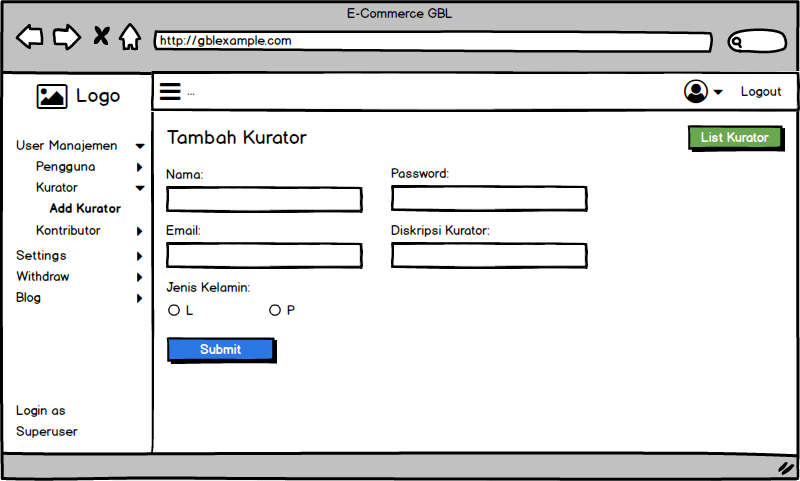 E-Commerce GBL
http://gblexample.com
Logo
...
Logout
User Manajemen
Pengguna
Kurator
Add Kurator
Kontributor
Settings
Withdraw
Blog
Login as
Superuser
Tambah Kurator
List Kurator
Nama:
Password:
Email:
Diskripsi Kurator:
Jenis Kelamin:
L
P
Submit